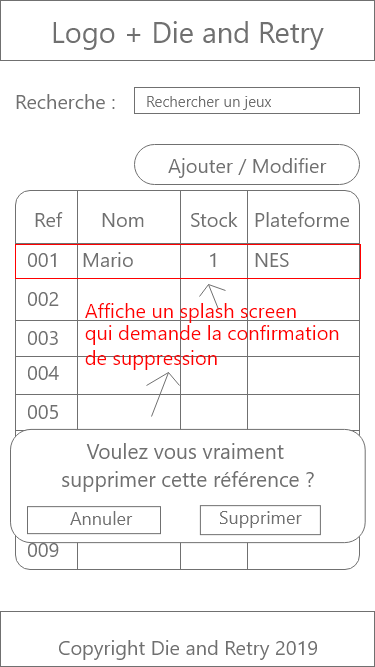 Logo + Die and Retry
Recherche :
Rechercher un jeux
Ajouter / Modifier
Ref Nom Stock Plateforme
001 Mario 1 NES
002
Affiche un splash screen
qui demande la confirmation
003
de suppression
004
005
Voulez vous vraiment
supprimer cette référence ?
Annuler Supprimer
009
Copyright Die and Retry 2019